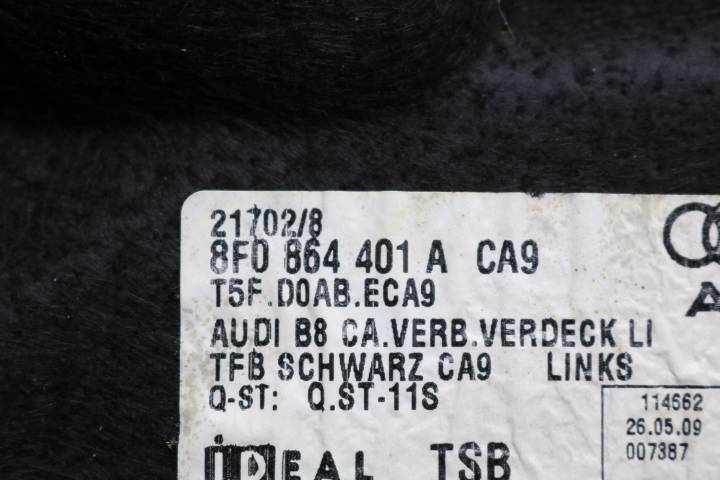 21702/8
8F0 864 401 A CA9
T5F.D0AB.ECA9
AUDI B8 CA.VERB.VERDECK LI
TFB SCHWARZ CA9 LINKS
Q-ST: Q.ST-11S
114562
26.05.09
007387
IDEAL TSB